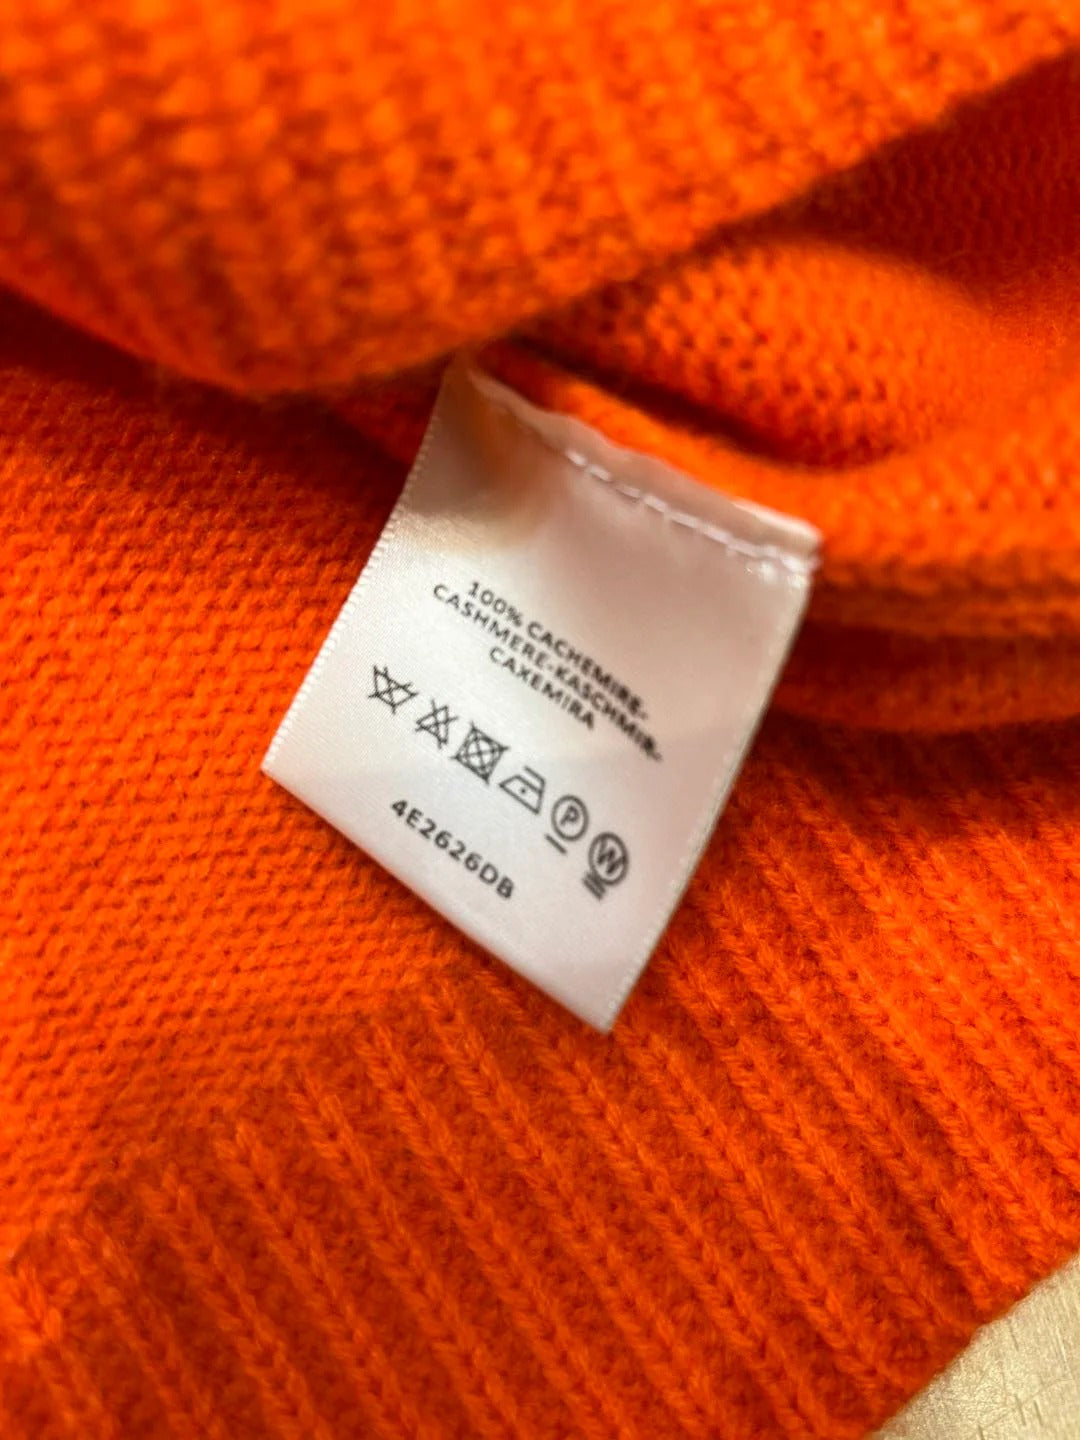 100% CACHEMIRE-
CASHMERE-KASCHMIR-
CAXEMIRA
P W
4E2626DB